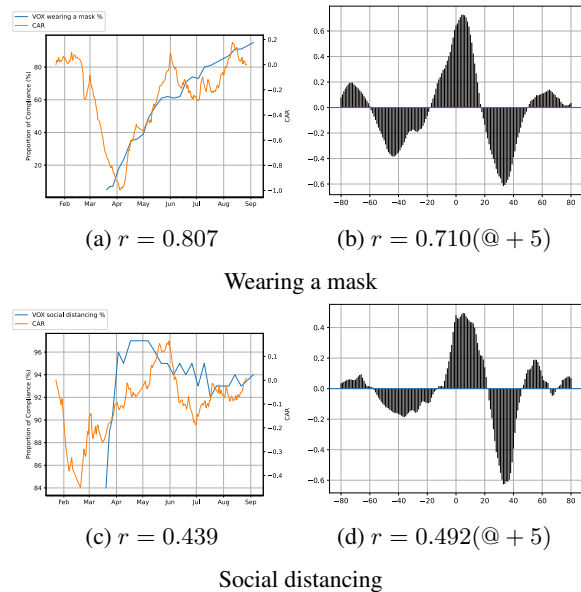 VOX wearing a mask %
CAR
Proportion of Compliance (%)
80
60
40
20
0.2
0.0
−0.2
−0.4
−0.6
−0.8
−1.0
CAR
Feb Mar Apr May Jun Jul Aug Sep
0.6
0.4
0.2
0.0
−0.2
−0.4
−0.6
−80 −60 −40 −20 0 20 40 60 80
(a) r = 0.807
(b) r = 0.710(@ + 5)
Wearing a mask
VOX social distancing %
CAR
Proportion of Compliance (%)
96
94
92
90
88
86
84
0.1
0.0
−0.1
−0.2
−0.3
−0.4
CAR
Feb Mar Apr May Jun Jul Aug Sep
0.4
0.2
0.0
−0.2
−0.4
−0.6
−80 −60 −40 −20 0 20 40 60 80
(c) r = 0.439
(d) r = 0.492(@ + 5)
Social distancing